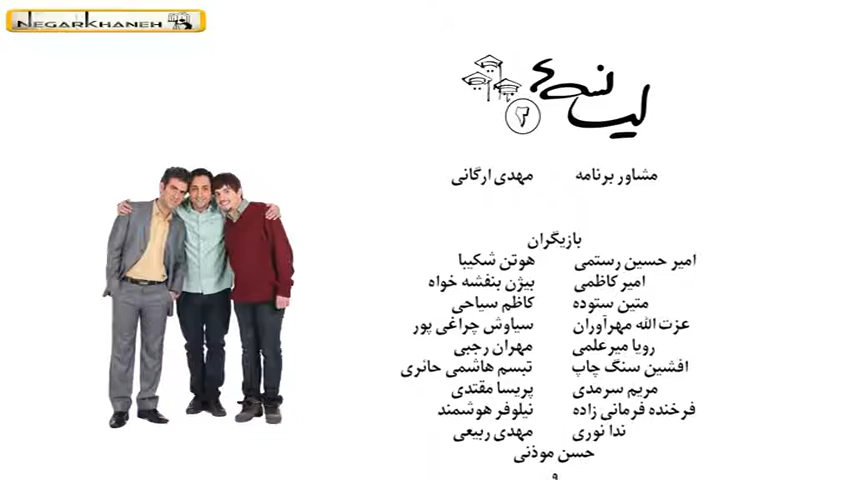 NEGARKHANEH
لیسانسه ها
۲
مشاور برنامه مهدی ارگانی
بازیگران
امیر حسین رستمی هوتن شکیبا
امیر کاظمی بیژن بنفشه خواه
متین ستوده کاظم سیاحی
عزت الله مهرآوران سیاوش چراغی پور
رویا میرعلمی مهران رجبی
افشین سنگ چاپ تبسم هاشمی حائری
مریم سرمدی پریسا مقتدی
فرخنده فرمانی زاده نیلوفر هوشمند
ندا نوری مهدی ربیعی
حسن موذنی
و